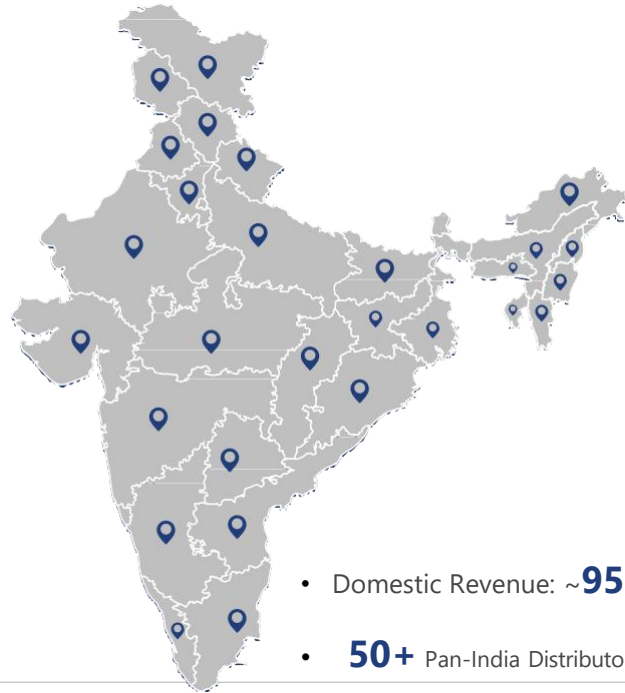 • Domestic Revenue: ~95
• 50+ Pan-India Distributo